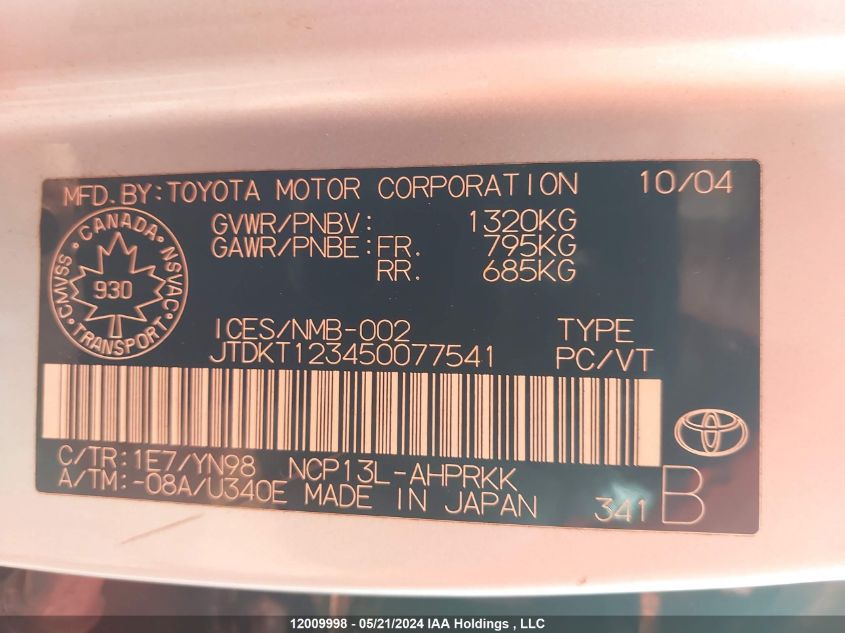 MFD.BY:TOYOTA MOTOR CORPORATION 10/04
GVWR/PNBV: 1320KG
GAWR/PNBE:FR. 795KG
RR. 685KG
CANADA
CMVSS NSVAC
930
TRANSPORT
ICES/NMB-002 TYPE
JTDKT123450077541 PC/VT
C/TR:1E7/YN98 NCP13L-AHPRKK
A/TM:-08A/U340E MADE IN JAPAN 341 B
12009998 - 05/21/2024 IAA Holdings , LLC